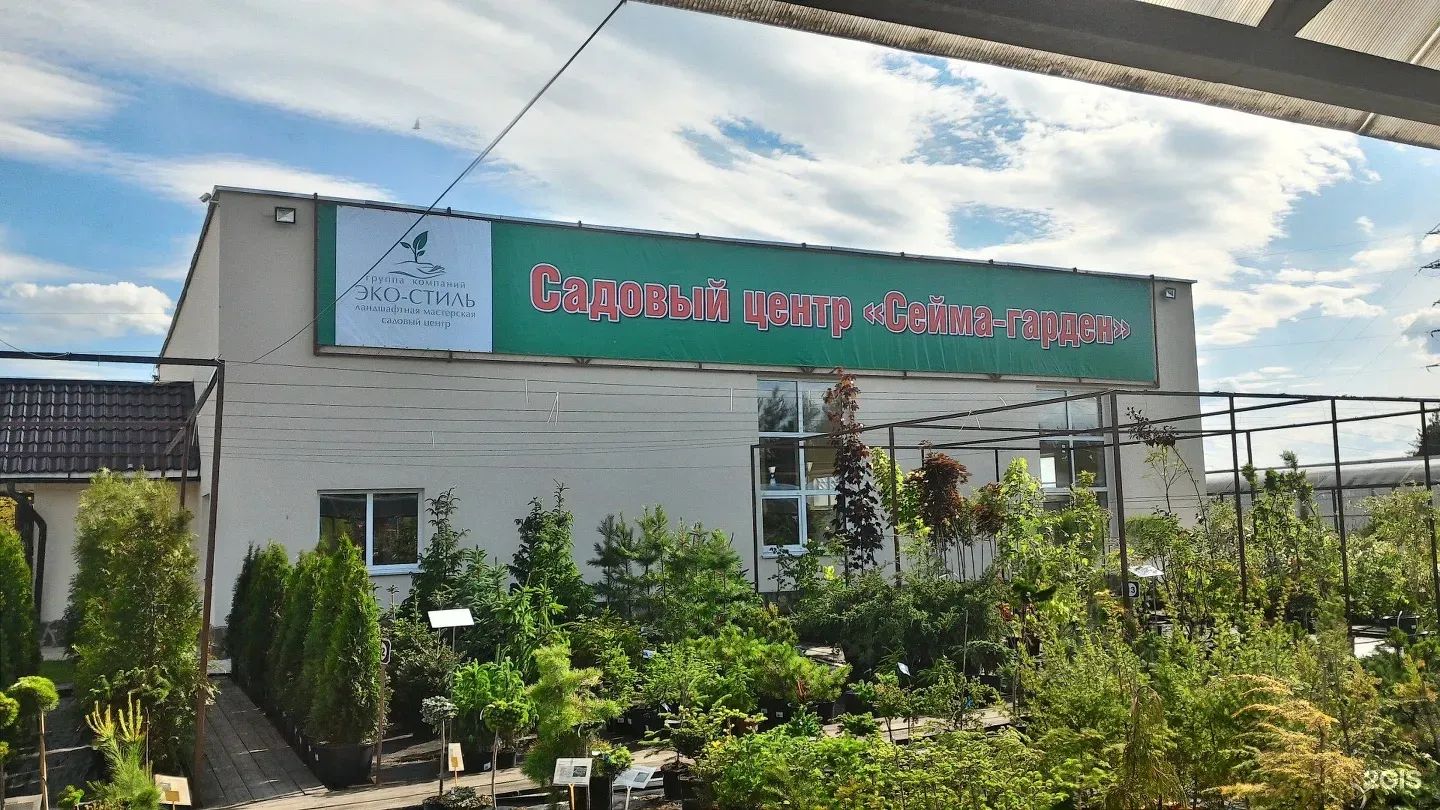 группа компаний
ЭКО-СТИЛЬ
ландшафтная мастерская
садовый центр
Садовый центр «Сейма-гарден»
2GIS